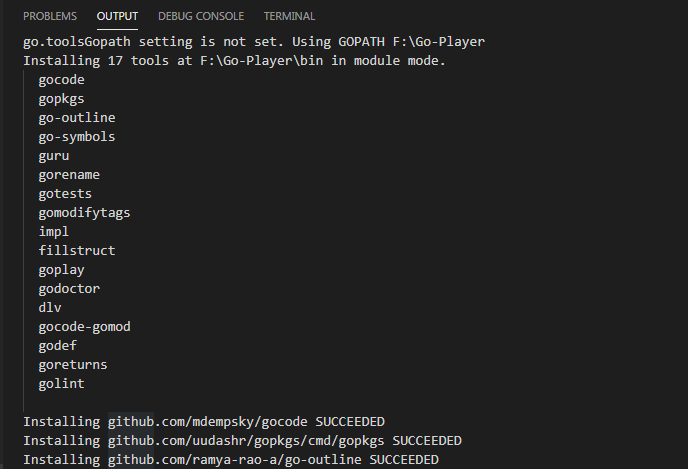 PROBLEMS OUTPUT DEBUG CONSOLE TERMINAL
go.toolsGopath setting is not set. Using GOPATH F:\Go-Player
Installing 17 tools at F:\Go-Player\bin in module mode.
gocode
gopkgs
go-outline
go-symbols
guru
gorename
gotests
gomodifytags
impl
fillstruct
goplay
godoctor
dlv
gocode-gomod
godef
goreturns
golint
Installing github.com/mdempsky/gocode SUCCEEDED
Installing github.com/uudashr/gopkgs/cmd/gopkgs SUCCEEDED
Installing github.com/ramya-rao-a/go-outline SUCCEEDED